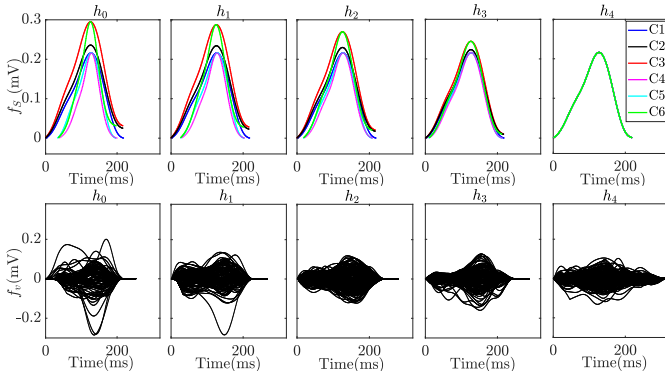 h0 h1 h2 h3 h4
0.3
0.2
0.1
0
fS (mV)
C1
C2
C3
C4
C5
C6
0 200 0 200 0 200 0 200 0 200
Time(ms) Time(ms) Time(ms) Time(ms) Time(ms)
h0 h1 h2 h3 h4
0.2
0
-0.2
fv(mV)
0 200 0 200 0 200 0 200 0 200
Time(ms) Time(ms) Time(ms) Time(ms) Time(ms)